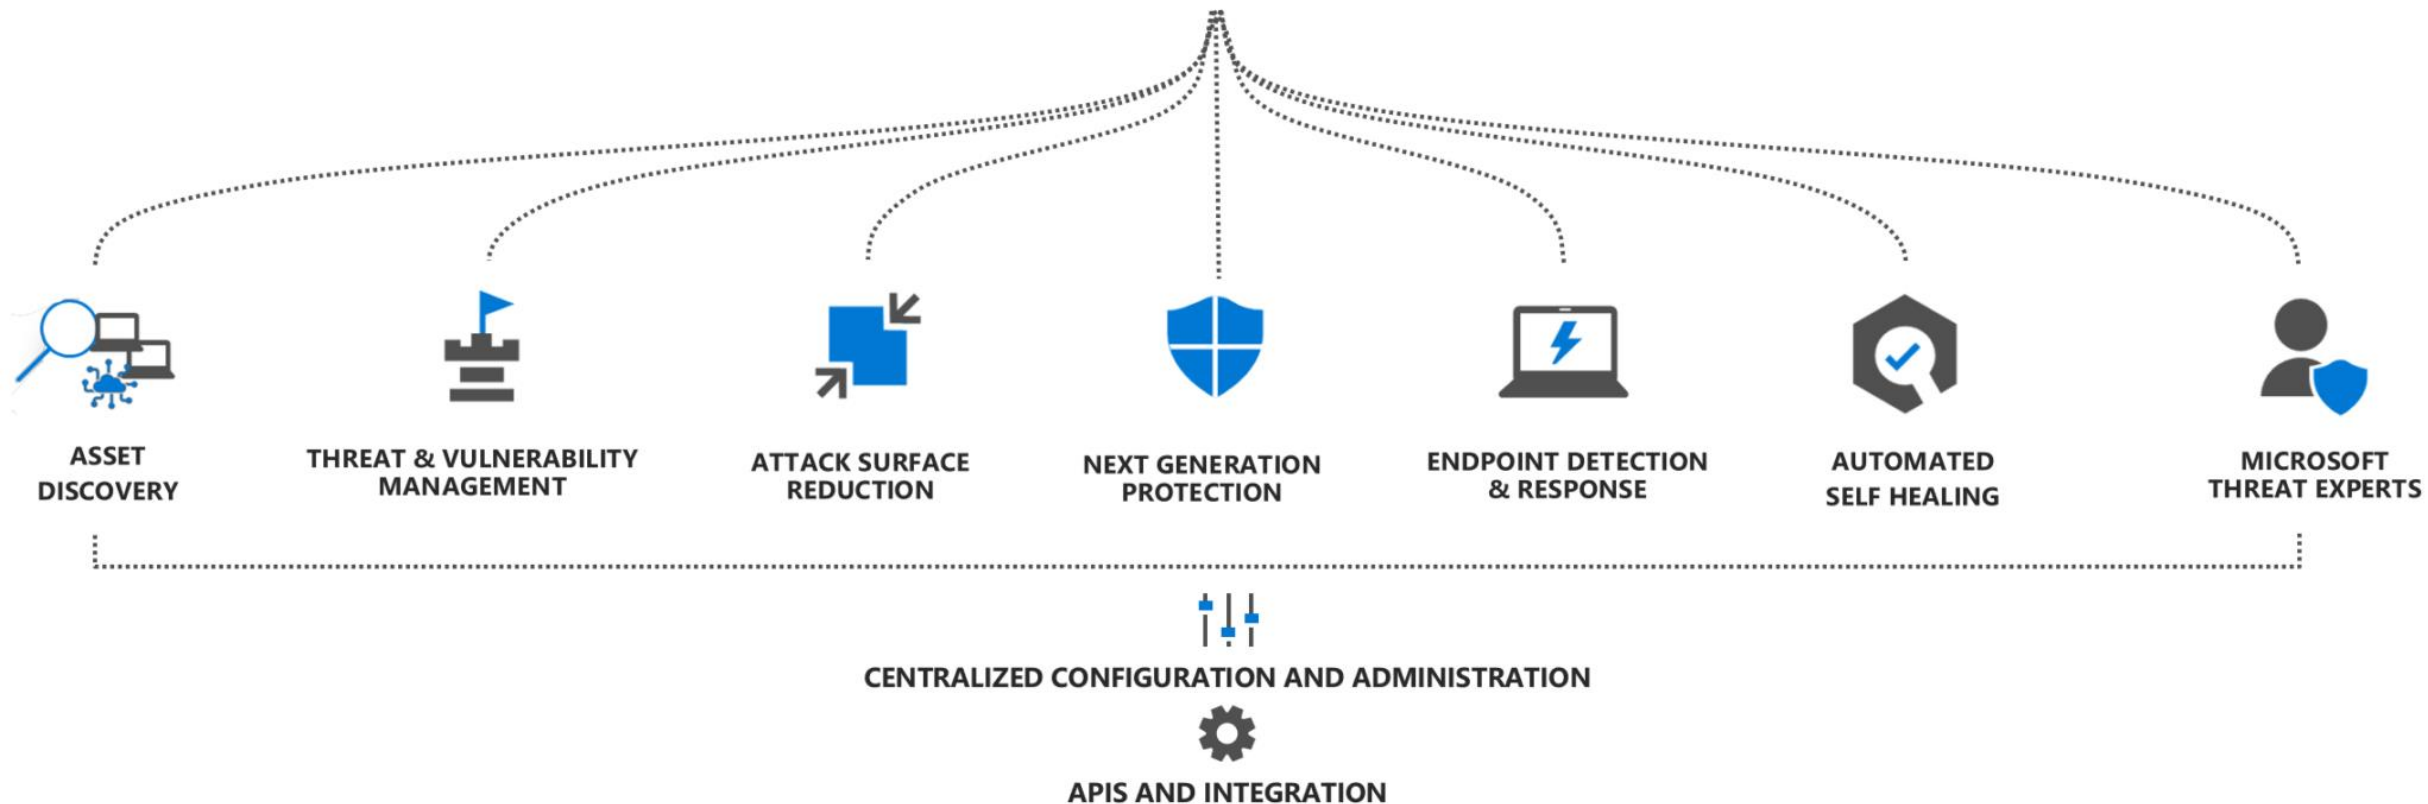 ASSET
DISCOVERY
THREAT & VULNERABILITY
MANAGEMENT
ATTACK SURFACE
REDUCTION
NEXT GENERATION
PROTECTION
ENDPOINT DETECTION
& RESPONSE
AUTOMATED
SELF HEALING
MICROSOFT
THREAT EXPERTS
CENTRALIZED CONFIGURATION AND ADMINISTRATION
APIS AND INTEGRATION